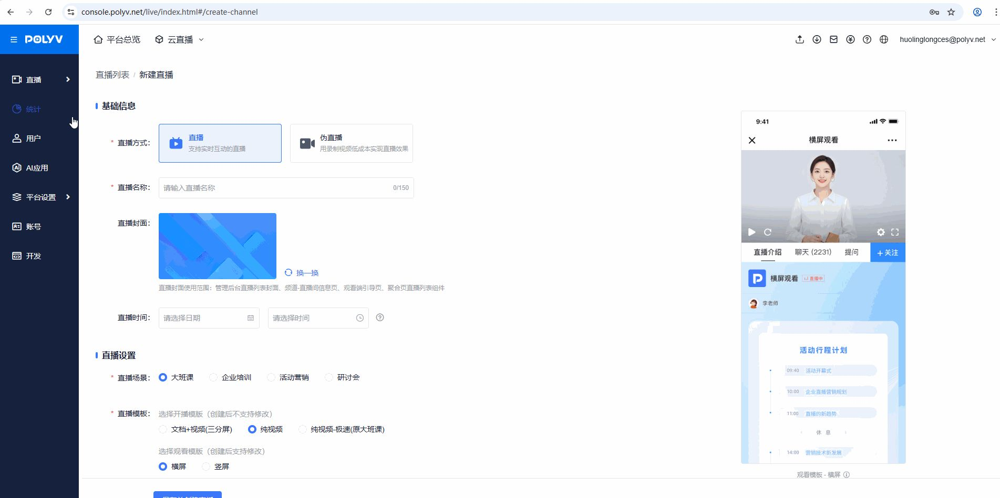 console.polyv.net/live/index.html#/create-channel
POLYV
平台总览
云直播
huolinglongces@polyv.net
直播
统计
用户
AI应用
平台设置
账号
开发
直播列表 / 新建直播
基础信息
* 直播方式：
直播
支持实时互动的直播
伪直播
用录制视频低成本实现直播效果
* 直播名称：
请输入直播名称
0/150
直播封面：
换一换
直播封面使用范围：管理后台直播列表封面、频道-直播间信息页、观看端引导页、聚合页直播列表组件
直播时间：
请选择日期
请选择时间
直播设置
* 直播场景：
大班课
企业培训
活动营销
研讨会
* 直播模板：
选择开播模版（创建后不支持修改）
文档+视频(三分屏)
纯视频
纯视频-极速(原大班课)
选择观看模版（创建后支持修改）
横屏
竖屏
9:41
横屏观看
直播介绍
聊天 (2231)
提问
+ 关注
横屏观看
直播中
李老师
活动行程计划
09:40 活动开幕式
10:00 企业直播营销规划
11:00 直播的新趋势
休 息
14:00 营销技术新发展
观看模板 - 横屏